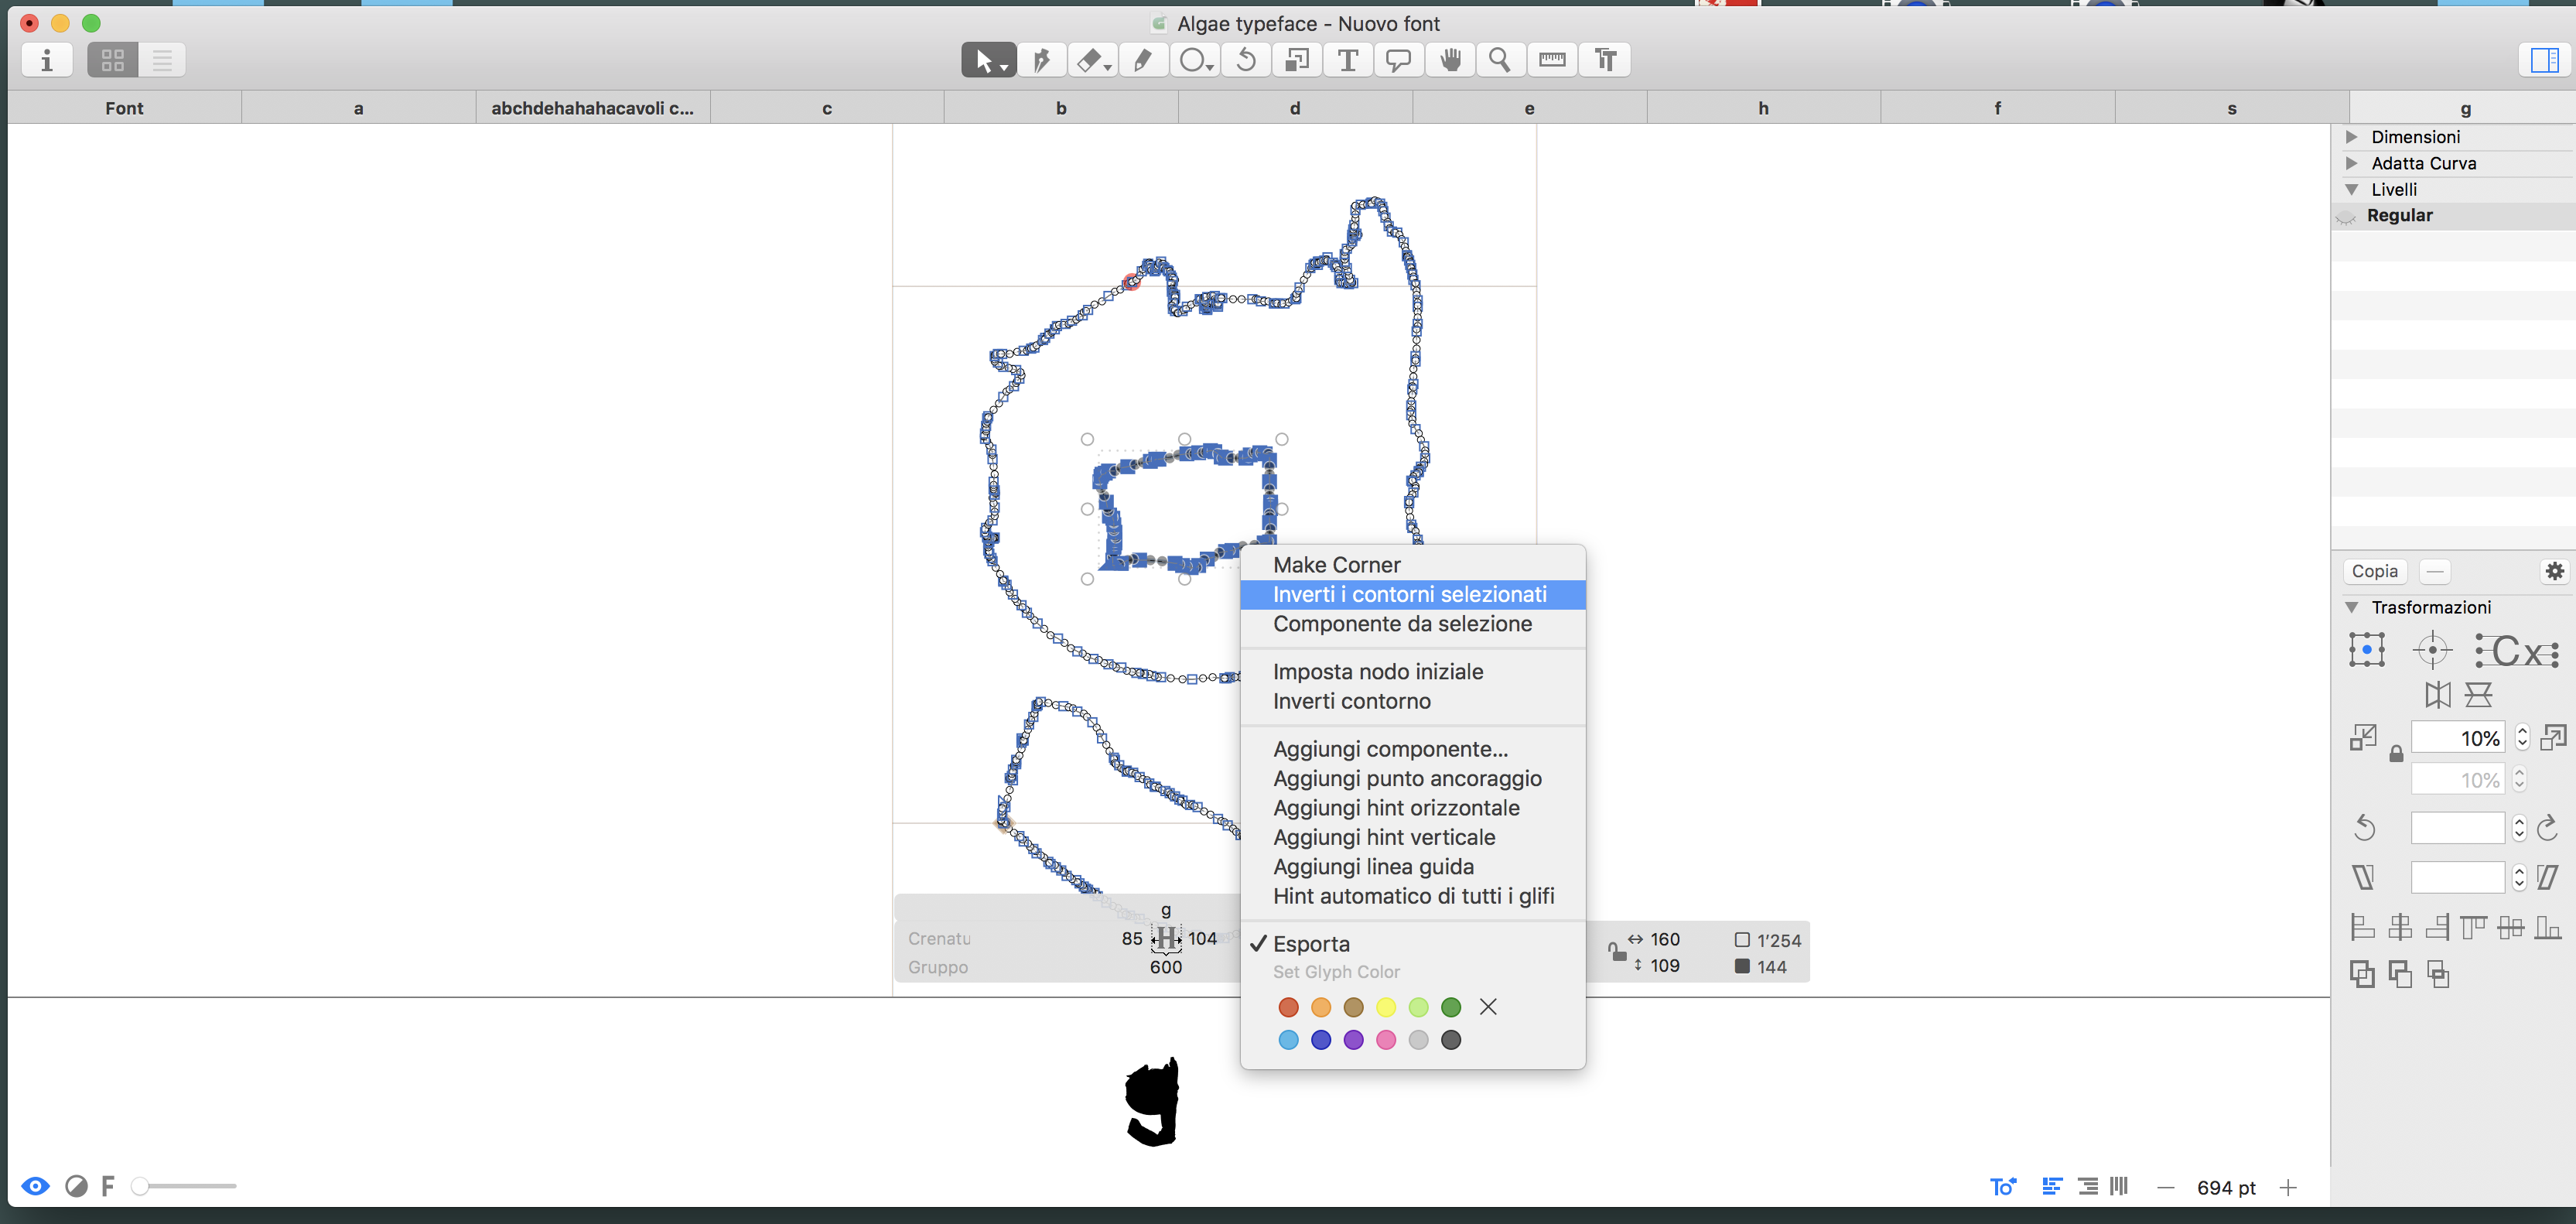 Algae typeface - Nuovo font
Font a abchdehahahacavoli c... c b d e h f s g
Dimensioni
Adatta Curva
Livelli
Regular
Make Corner
Inverti i contorni selezionati
Componente da selezione
Imposta nodo iniziale
Inverti contorno
Aggiungi componente...
Aggiungi punto ancoraggio
Aggiungi hint orizzontale
Aggiungi hint verticale
Aggiungi linea guida
Hint automatico di tutti i glifi
Esporta
Set Glyph Color
Copia
Trasformazioni
Cx
10%
10%
g
Crenatu 85 H 104
Gruppo 600
160 1’254
109 144
g
F
To
694 pt